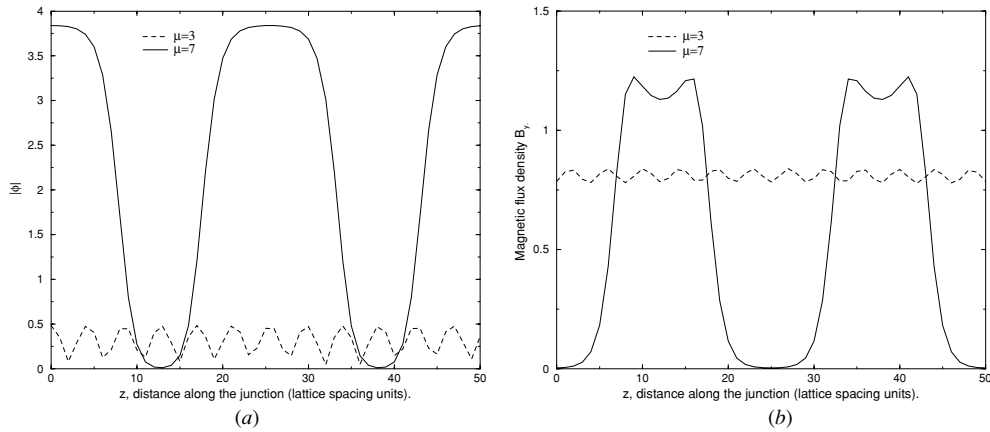 4
3.5
3
2.5
2
1.5
1
0.5
0
|ϕ|
μ=3
μ=7
0 10 20 30 40 50
z, distance along the junction (lattice spacing units).
(a)
1.5
1
0.5
0
Magnetic flux density B_y.
μ=3
μ=7
0 10 20 30 40 50
z, distance along the junction (lattice spacing units).
(b)